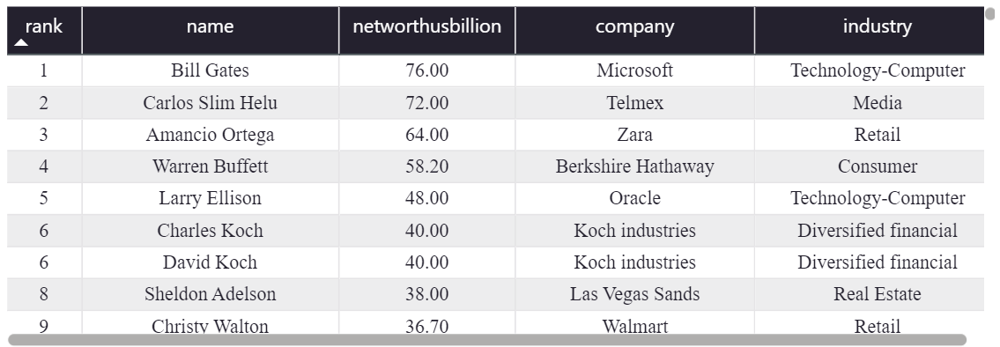 rank name networthusbillion company industry
1 Bill Gates 76.00 Microsoft Technology-Computer
2 Carlos Slim Helu 72.00 Telmex Media
3 Amancio Ortega 64.00 Zara Retail
4 Warren Buffett 58.20 Berkshire Hathaway Consumer
5 Larry Ellison 48.00 Oracle Technology-Computer
6 Charles Koch 40.00 Koch industries Diversified financial
6 David Koch 40.00 Koch industries Diversified financial
8 Sheldon Adelson 38.00 Las Vegas Sands Real Estate
9 Christy Walton 36.70 Walmart Retail